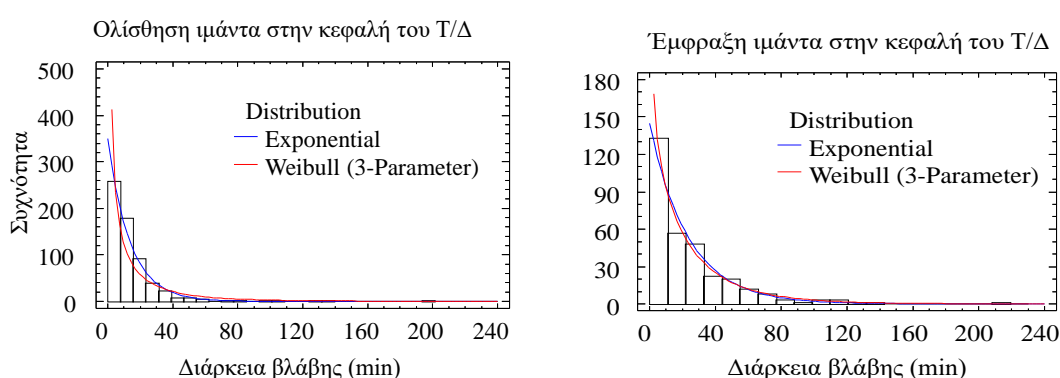 Ολίσθηση ιμάντα στην κεφαλή του Τ/Δ
500
400
300
200
100
0
Συχνότητα
Distribution
Exponential
Weibull (3-Parameter)
0 40 80 120 160 200 240
Διάρκεια βλάβης (min)
Έμφραξη ιμάντα στην κεφαλή του Τ/Δ
180
150
120
90
60
30
0
Distribution
Exponential
Weibull (3-Parameter)
0 40 80 120 160 200 240
Διάρκεια βλάβης (min)